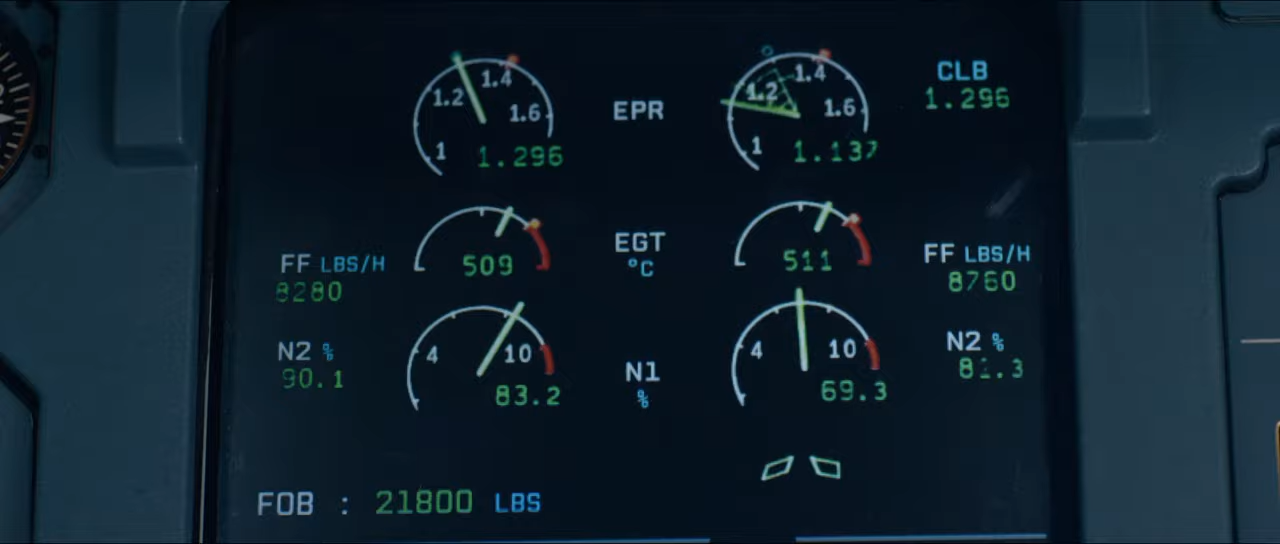 1.2 1.4 1.6 1 1.296
EPR
1.2 1.4 1.6 1 1.137
CLB
1.296
FF LBS/H
8280
509
EGT
°C
511
FF LBS/H
8760
N2 %
90.1
4 10
83.2
N1
%
4 10
69.3
N2 %
81.3
FOB : 21800 LBS